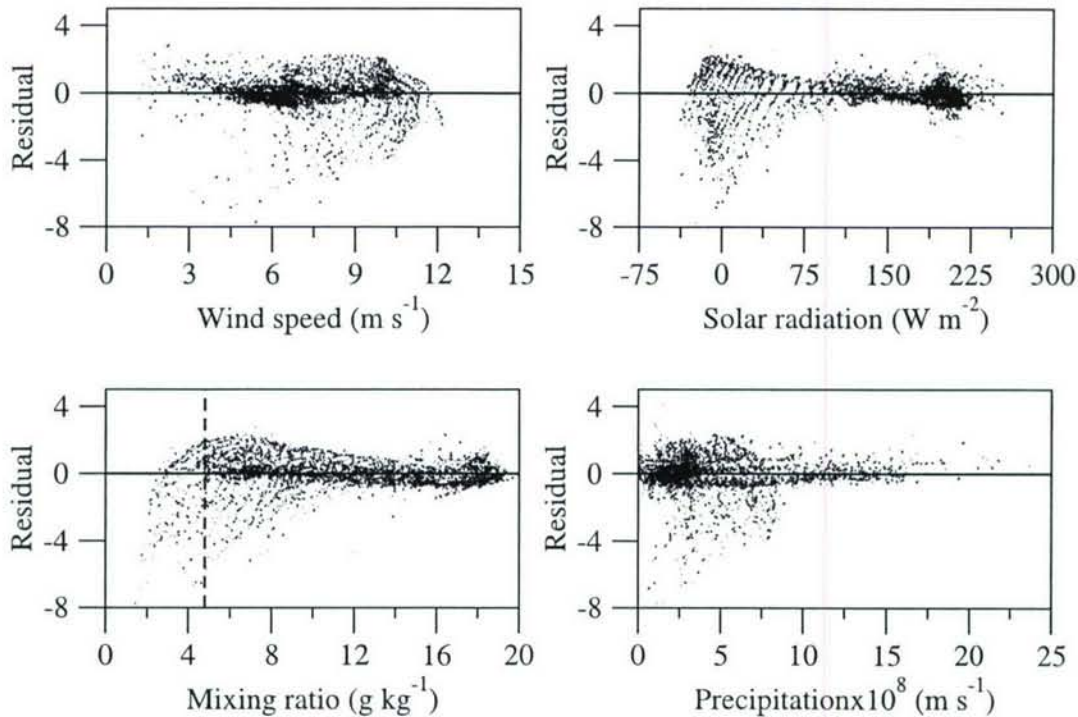 4
0
-4
-8
Residual
0 3 6 9 12 15
Wind speed (m s⁻¹)
4
0
-4
-8
Residual
-75 0 75 150 225 300
Solar radiation (W m⁻²)
4
0
-4
-8
Residual
0 4 8 12 16 20
Mixing ratio (g kg⁻¹)
4
0
-4
-8
Residual
0 5 10 15 20 25
Precipitationx10⁸ (m s⁻¹)